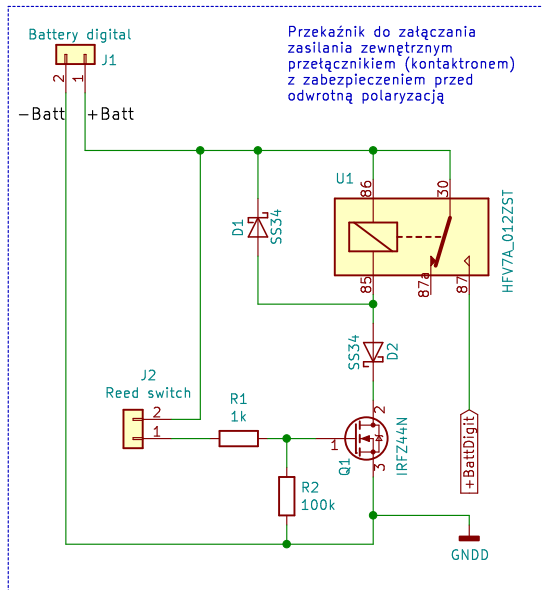 Battery digital
J1
2
1
-Batt
+Batt
Przekaźnik do załączania
zasilania zewnętrznym
przełącznikiem (kontaktronem)
z zabezpieczeniem przed
odwrotną polaryzacją
U1
86
30
D1
SS34
85
87a
87
HFV7A_012ZST
SS34
D2
J2
Reed switch
2
1
R1
1k
1
2
3
Q1
IRFZ44N
+BattDigit
R2
100k
GNDD